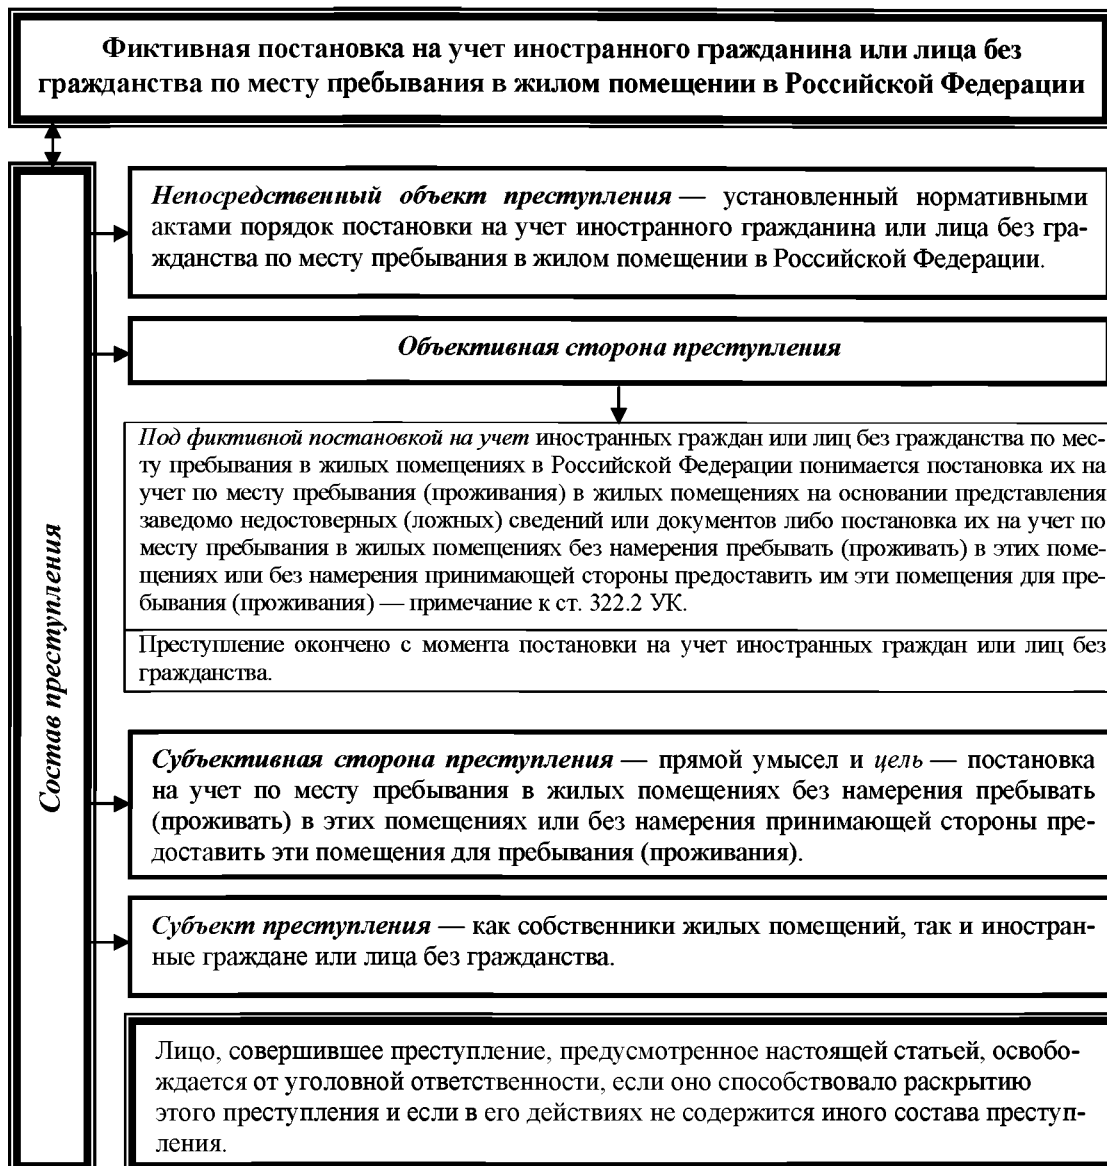 Фиктивная постановка на учет иностранного гражданина или лица без
гражданства по месту пребывания в жилом помещении в Российской Федерации
Состав преступления
Непосредственный объект преступления — установленный нормативными
актами порядок постановки на учет иностранного гражданина или лица без гра-
жданства по месту пребывания в жилом помещении в Российской Федерации.
Объективная сторона преступления
Под фиктивной постановкой на учет иностранных граждан или лиц без гражданства по мес-
ту пребывания в жилых помещениях в Российской Федерации понимается постановка их на
учет по месту пребывания (проживания) в жилых помещениях на основании представления
заведомо недостоверных (ложных) сведений или документов либо постановка их на учет по
месту пребывания в жилых помещениях без намерения пребывать (проживать) в этих поме-
щениях или без намерения принимающей стороны предоставить им эти помещения для пре-
бывания (проживания) — примечание к ст. 322.2 УК.
Преступление окончено с момента постановки на учет иностранных граждан или лиц без
гражданства.
Субъективная сторона преступления — прямой умысел и цель — постановка
на учет по месту пребывания в жилых помещениях без намерения пребывать
(проживать) в этих помещениях или без намерения принимающей стороны пре-
доставить эти помещения для пребывания (проживания).
Субъект преступления — как собственники жилых помещений, так и иностран-
ные граждане или лица без гражданства.
Лицо, совершившее преступление, предусмотренное настоящей статьей, освобо-
ждается от уголовной ответственности, если оно способствовало раскрытию
этого преступления и если в его действиях не содержится иного состава преступ-
ления.